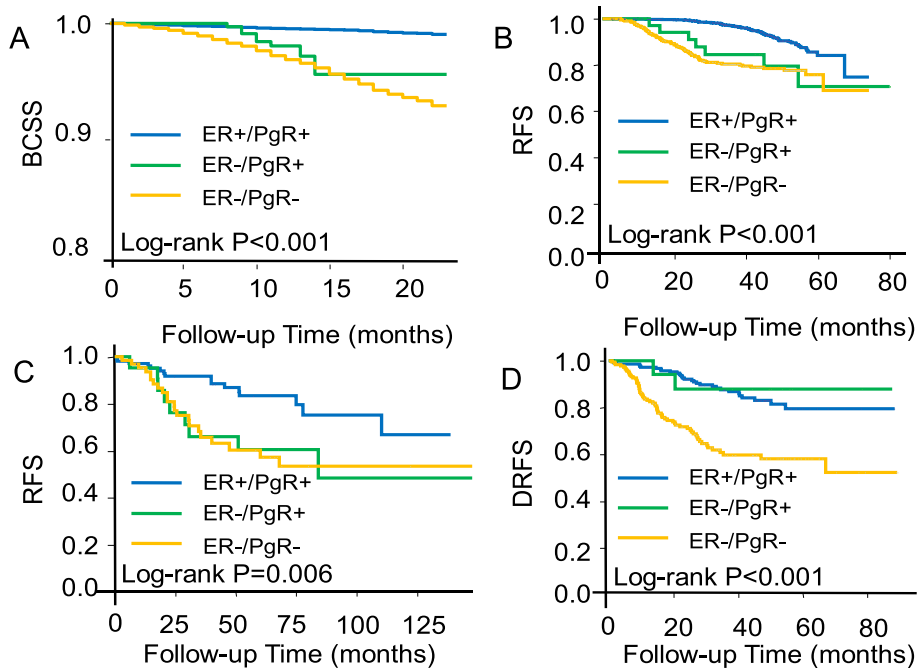 A
BCSS
1.0
0.9
0.8
ER+/PgR+
ER-/PgR+
ER-/PgR-
Log-rank P<0.001
0 5 10 15 20
Follow-up Time (months)
B
RFS
1.0
0.8
0.6
0.4
0.2
0.0
ER+/PgR+
ER-/PgR+
ER-/PgR-
Log-rank P<0.001
0 20 40 60 80
Follow-up Time (months)
C
RFS
1.0
0.8
0.6
0.4
0.2
0.0
ER+/PgR+
ER-/PgR+
ER-/PgR-
Log-rank P=0.006
0 25 50 75 100 125
Follow-up Time (months)
D
DRFS
1.0
0.8
0.6
0.4
0.2
0.0
ER+/PgR+
ER-/PgR+
ER-/PgR-
Log-rank P<0.001
0 20 40 60 80
Follow-up Time (months)